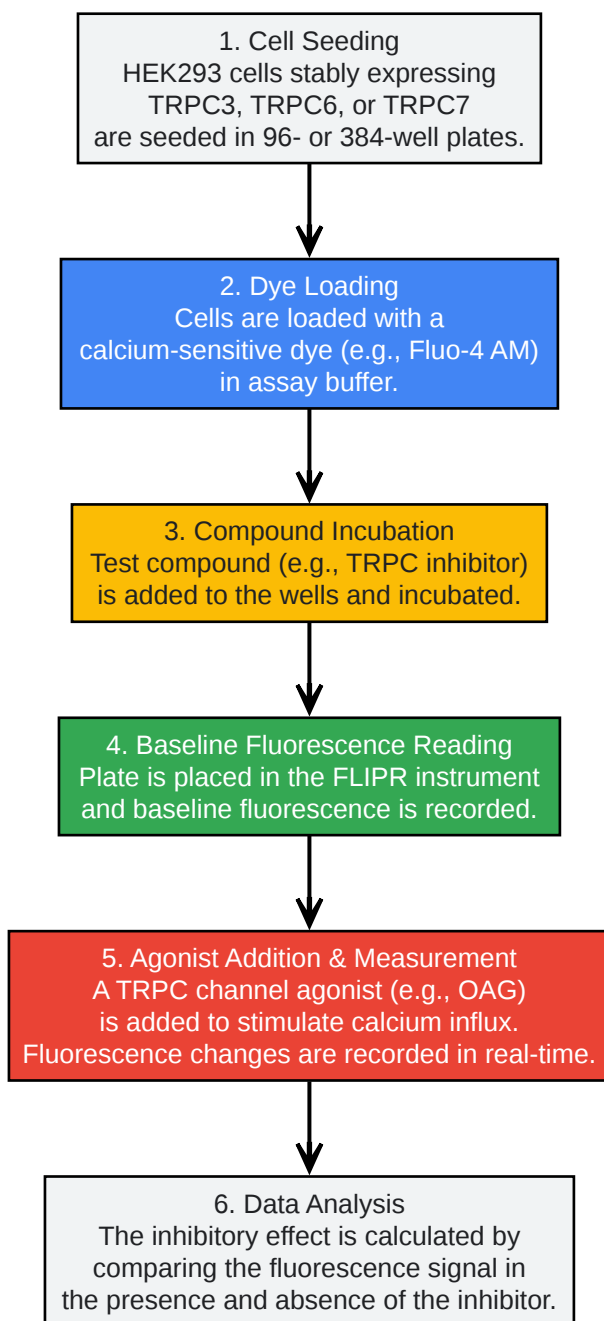 1. Cell Seeding
HEK293 cells stably expressing
TRPC3, TRPC6, or TRPC7
are seeded in 96- or 384-well plates.
2. Dye Loading
Cells are loaded with a
calcium-sensitive dye (e.g., Fluo-4 AM)
in assay buffer.
3. Compound Incubation
Test compound (e.g., TRPC inhibitor)
is added to the wells and incubated.
4. Baseline Fluorescence Reading
Plate is placed in the FLIPR instrument
and baseline fluorescence is recorded.
5. Agonist Addition & Measurement
A TRPC channel agonist (e.g., OAG)
is added to stimulate calcium influx.
Fluorescence changes are recorded in real-time.
6. Data Analysis
The inhibitory effect is calculated by
comparing the fluorescence signal in
the presence and absence of the inhibitor.